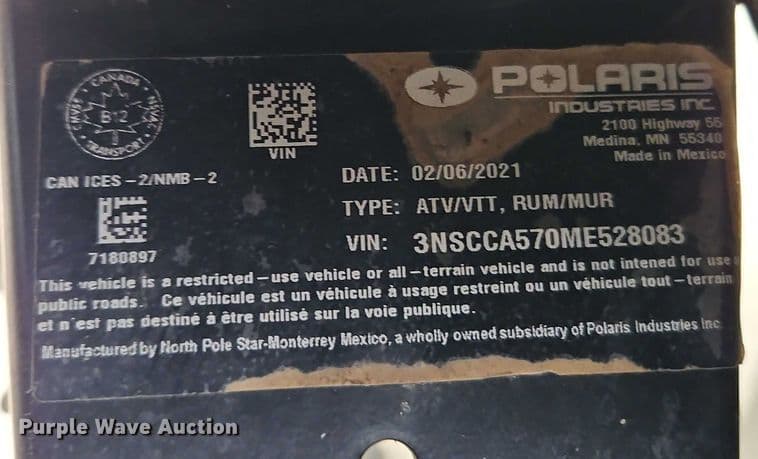 CANADA
B12
TRANSPORT
VIN
POLARIS
INDUSTRIES INC.
2100 Highway 55
Medina, MN 55340
Made in Mexico
CAN ICES-2/NMB-2
7180897
DATE: 02/06/2021
TYPE: ATV/VTT, RUM/MUR
VIN: 3NSCCA570ME528083
This vehicle is a restricted-use vehicle or all-terrain vehicle and is not intened for use
public roads. Ce véhicule est un véhicule à usage restreint ou un véhicule tout-terrain
et n'est pas destiné à être utilisé sur la voie publique.
Manufactured by North Pole Star-Monterrey Mexico, a wholly owned subsidiary of Polaris Industries Inc.
Purple Wave Auction